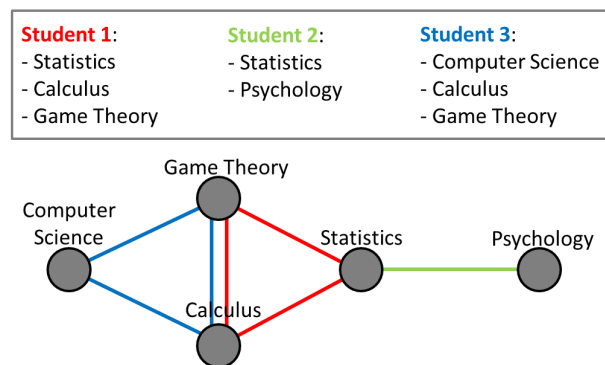 Student 1:
- Statistics
- Calculus
- Game Theory
Student 2:
- Statistics
- Psychology
Student 3:
- Computer Science
- Calculus
- Game Theory
Game Theory
Computer
Science
Statistics
Psychology
Calculus